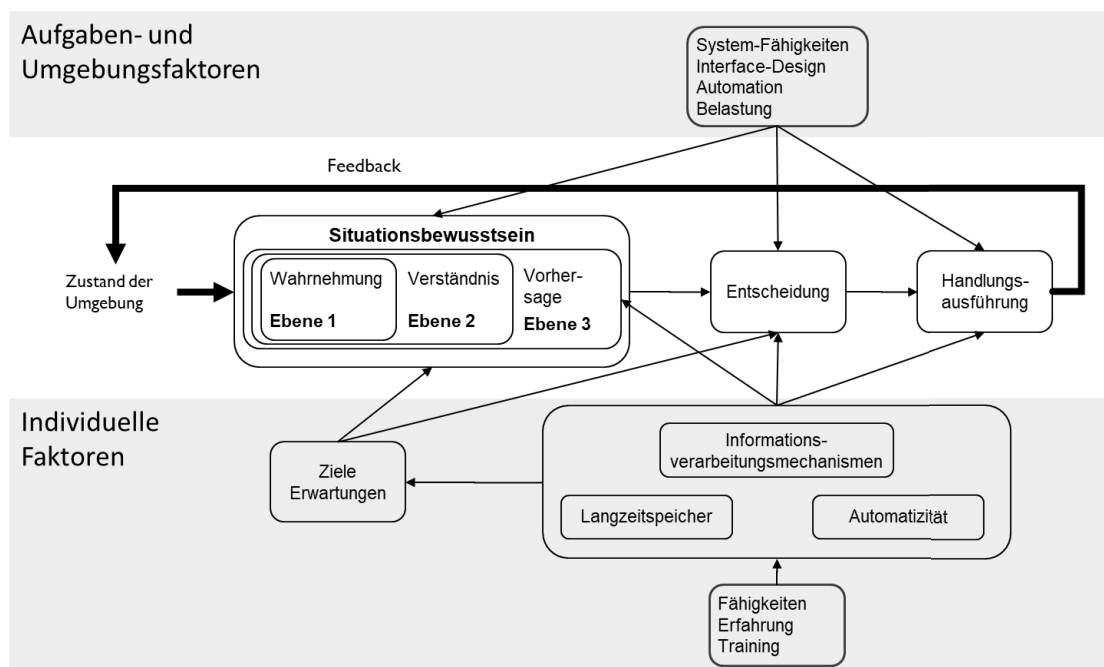 Aufgaben- und
Umgebungsfaktoren
System-Fähigkeiten
Interface-Design
Automation
Belastung
Feedback
Zustand der
Umgebung
Situationsbewusstsein
Wahrnehmung
Ebene 1
Verständnis
Ebene 2
Vorher-
sage
Ebene 3
Entscheidung
Handlungs-
ausführung
Individuelle
Faktoren
Ziele
Erwartungen
Informations-
verarbeitungsmechanismen
Langzeitspeicher
Automatizität
Fähigkeiten
Erfahrung
Training